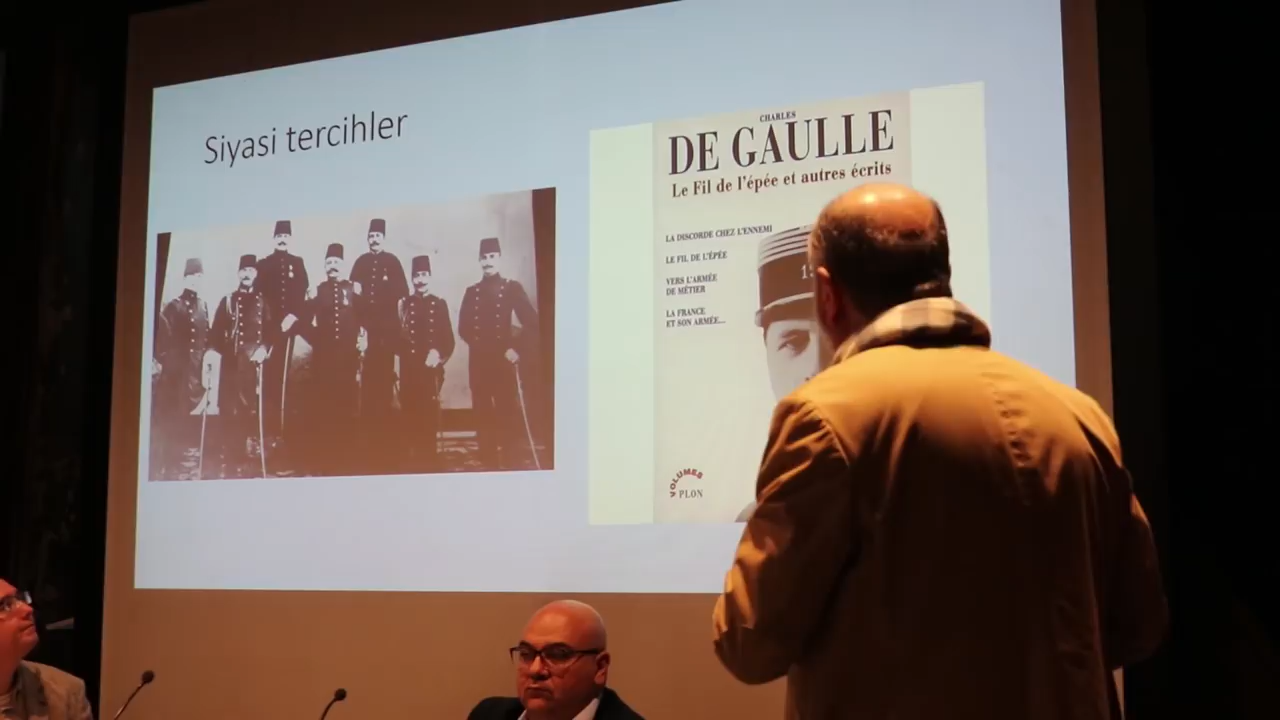 Siyasi tercihler
CHARLES
DE GAULLE
Le Fil de l'épée et autres écrits
LA DISCORDE CHEZ L'ENNEMI
LE FIL DE L'ÉPÉE
VERS L'ARMÉE
DE MÉTIER
LA FRANCE
ET SON ARMÉE...
VOLUMES
PLON